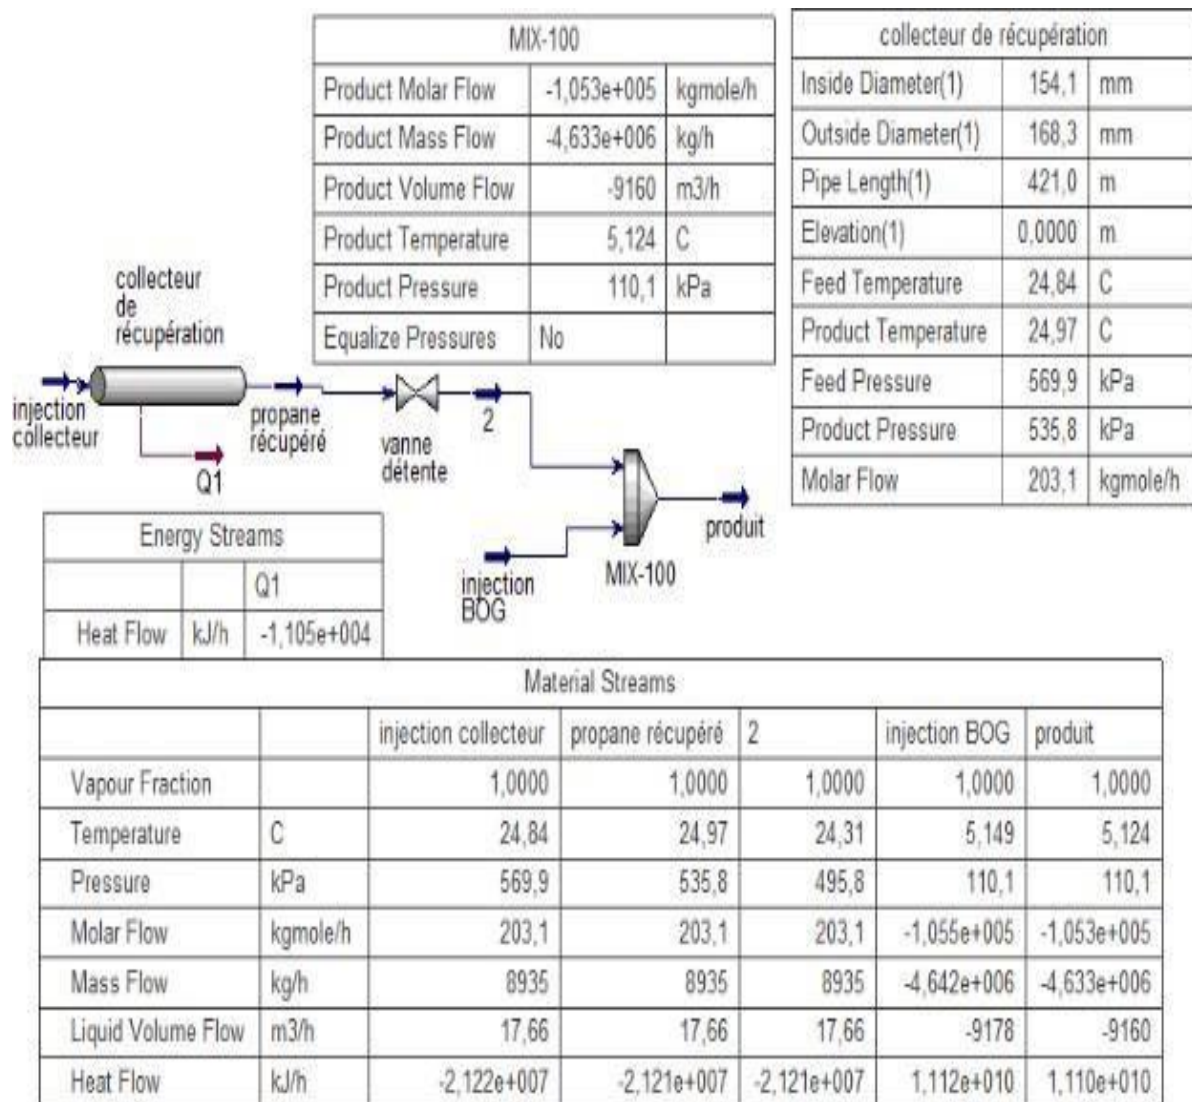 MIX-100
Product Molar Flow -1,053e+005 kgmole/h
Product Mass Flow -4,633e+006 kg/h
Product Volume Flow -9160 m3/h
Product Temperature 5,124 C
Product Pressure 110,1 kPa
Equalize Pressures No
collecteur de récupération
Inside Diameter(1) 154,1 mm
Outside Diameter(1) 168,3 mm
Pipe Length(1) 421,0 m
Elevation(1) 0,0000 m
Feed Temperature 24,84 C
Product Temperature 24,97 C
Feed Pressure 569,9 kPa
Product Pressure 535,8 kPa
Molar Flow 203,1 kgmole/h
collecteur
de
récupération
injection
collecteur
Q1
propane
récupéré
vanne
détente
2
injection
BOG
MIX-100
produit
Energy Streams
Q1
Heat Flow kJ/h -1,105e+004
Material Streams
injection collecteur propane récupéré 2 injection BOG produit
Vapour Fraction 1,0000 1,0000 1,0000 1,0000 1,0000
Temperature C 24,84 24,97 24,31 5,149 5,124
Pressure kPa 569,9 535,8 495,8 110,1 110,1
Molar Flow kgmole/h 203,1 203,1 203,1 -1,055e+005 -1,053e+005
Mass Flow kg/h 8935 8935 8935 -4,642e+006 -4,633e+006
Liquid Volume Flow m3/h 17,66 17,66 17,66 -9178 -9160
Heat Flow kJ/h -2,122e+007 -2,121e+007 -2,121e+007 1,112e+010 1,110e+010